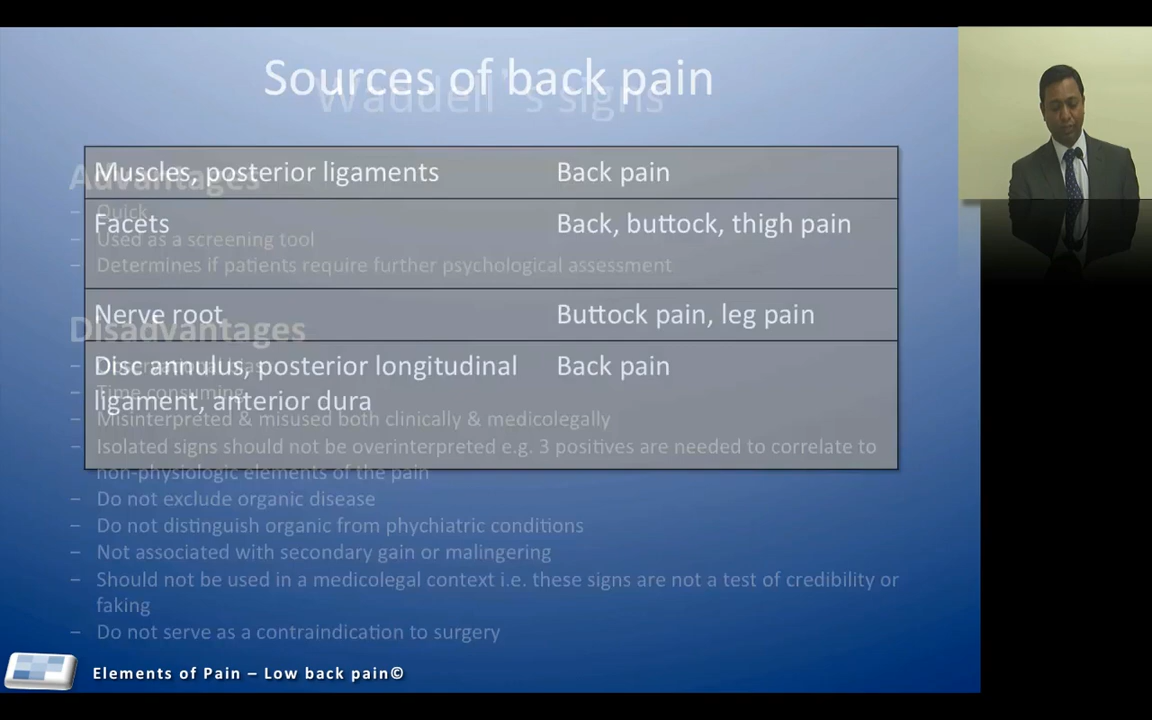 Sources of back pain
Waddell's signs
Muscles, posterior ligaments Back pain
Facets Back, buttock, thigh pain
Nerve root Buttock pain, leg pain
Disc annulus, posterior longitudinal Back pain
ligament, anterior dura
Advantages
– Quick
– Used as a screening tool
– Determines if patients require further psychological assessment
Disadvantages
– Time consuming
– Misinterpreted & misused both clinically & medicolegally
– Isolated signs should not be overinterpreted e.g. 3 positives are needed to correlate to
non-physiologic elements of the pain
– Do not exclude organic disease
– Do not distinguish organic from phychiatric conditions
– Not associated with secondary gain or malingering
– Should not be used in a medicolegal context i.e. these signs are not a test of credibility or
faking
– Do not serve as a contraindication to surgery
Elements of Pain – Low back pain©